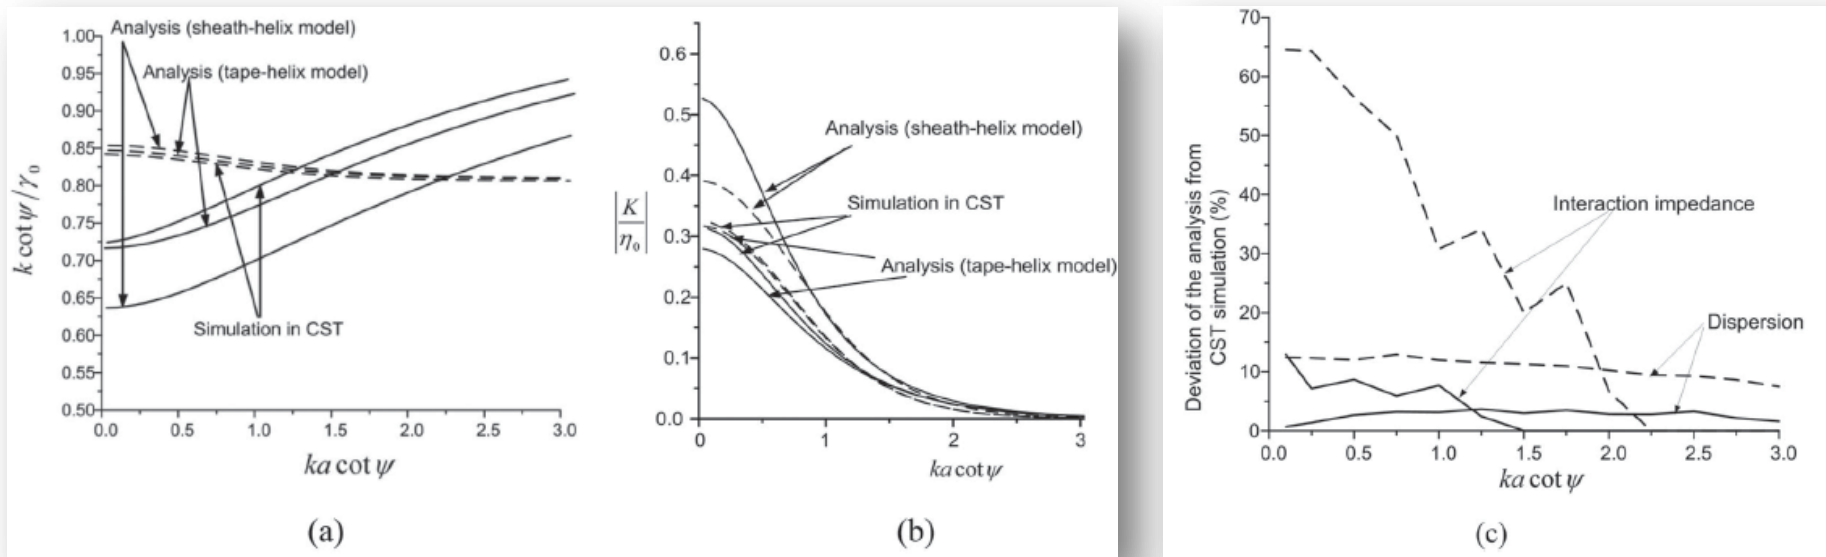 Analysis (sheath-helix model)
Analysis (tape-helix model)
1.00
0.95
0.90
0.85
0.80
0.75
0.70
0.65
0.60
0.55
0.50
k cot ψ / γ₀
Simulation in CST
0.0
0.5
1.0
1.5
2.0
2.5
3.0
ka cot ψ
(a)
0.6
0.5
0.4
0.3
0.2
0.1
0.0
|K/η₀|
Analysis (sheath-helix model)
Simulation in CST
Analysis (tape-helix model)
0
1
2
3
ka cot ψ
(b)
70
60
50
40
30
20
10
0
Deviation of the analysis from
CST simulation (%)
Interaction impedance
Dispersion
0.0
0.5
1.0
1.5
2.0
2.5
3.0
ka cot ψ
(c)